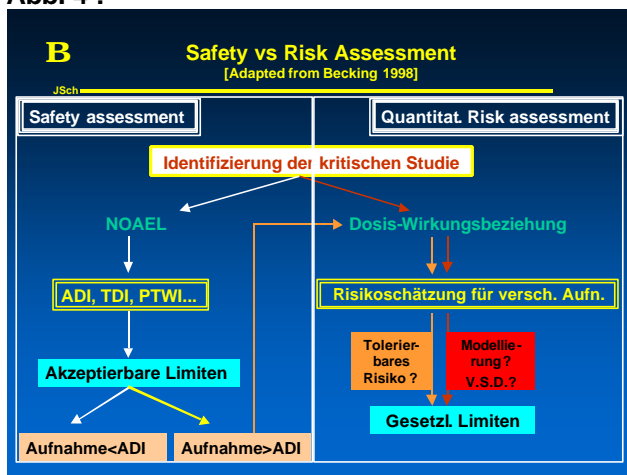 B
Safety vs Risk Assessment
[Adapted from Becking 1998]
JSch
Safety assessment
Quantitat. Risk assessment
Identifizierung der kritischen Studie
NOAEL
Dosis-Wirkungsbeziehung
ADI, TDI, PTWI...
Risikoschätzung für versch. Aufn.
Tolerier-
bares
Risiko ?
Modellie-
rung?
V.S.D.?
Akzeptierbare Limiten
Gesetzl. Limiten
Aufnahme<ADI
Aufnahme>ADI